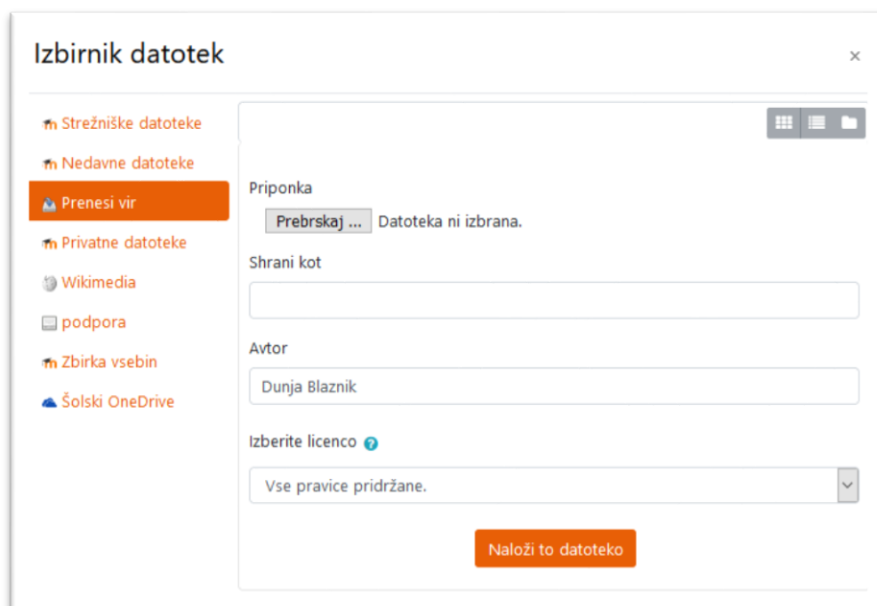 Izbirnik datotek
×
Strežniške datoteke
Nedavne datoteke
Prenesi vir
Privatne datoteke
Wikimedia
podpora
Zbirka vsebin
Šolski OneDrive
Priponka
Prebrskaj ... Datoteka ni izbrana.
Shrani kot
Avtor
Dunja Blaznik
Izberite licenco ?
Vse pravice pridržane.
Naloži to datoteko